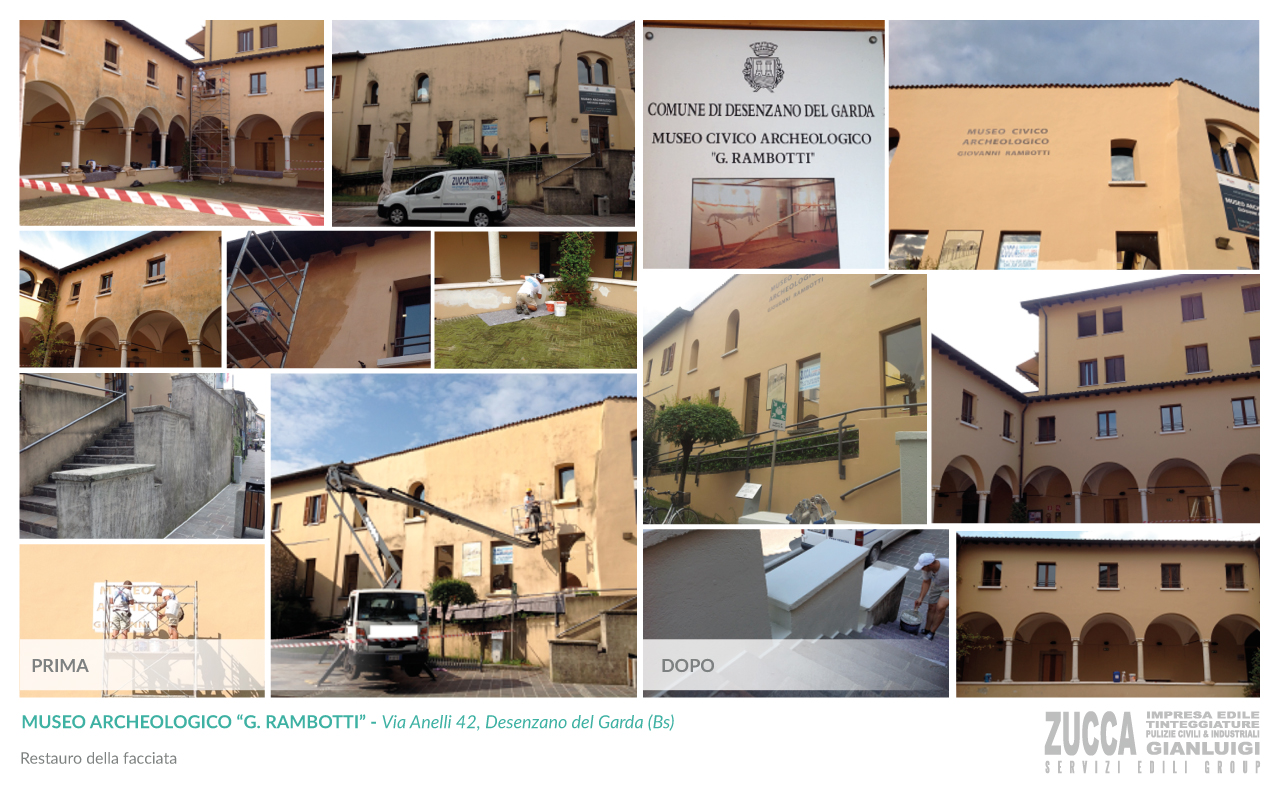 ZUCCA
COMUNE DI DESENZANO DEL GARDA
MUSEO CIVICO ARCHEOLOGICO
"G. RAMBOTTI"
MUSEO CIVICO
ARCHEOLOGICO
GIOVANNI RAMBOTTI
PRIMA
DOPO
MUSEO ARCHEOLOGICO “G. RAMBOTTI” - Via Anelli 42, Desenzano del Garda (Bs)
Restauro della facciata
ZUCCA
IMPRESA EDILE
TINTEGGIATURE
PULIZIE CIVILI & INDUSTRIALI
GIANLUIGI
SERVIZI EDILI GROUP